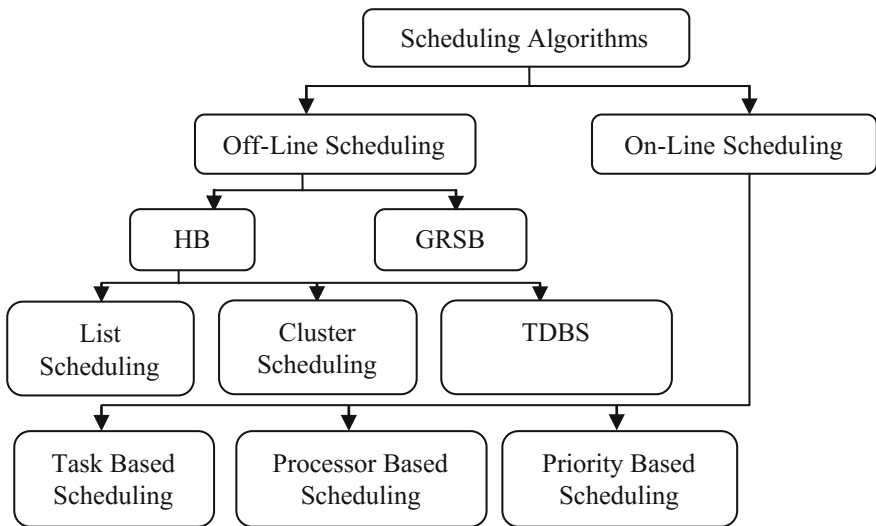 Scheduling Algorithms
Off-Line Scheduling
On-Line Scheduling
HB
GRSB
List
Scheduling
Cluster
Scheduling
TDBS
Task Based
Scheduling
Processor Based
Scheduling
Priority Based
Scheduling